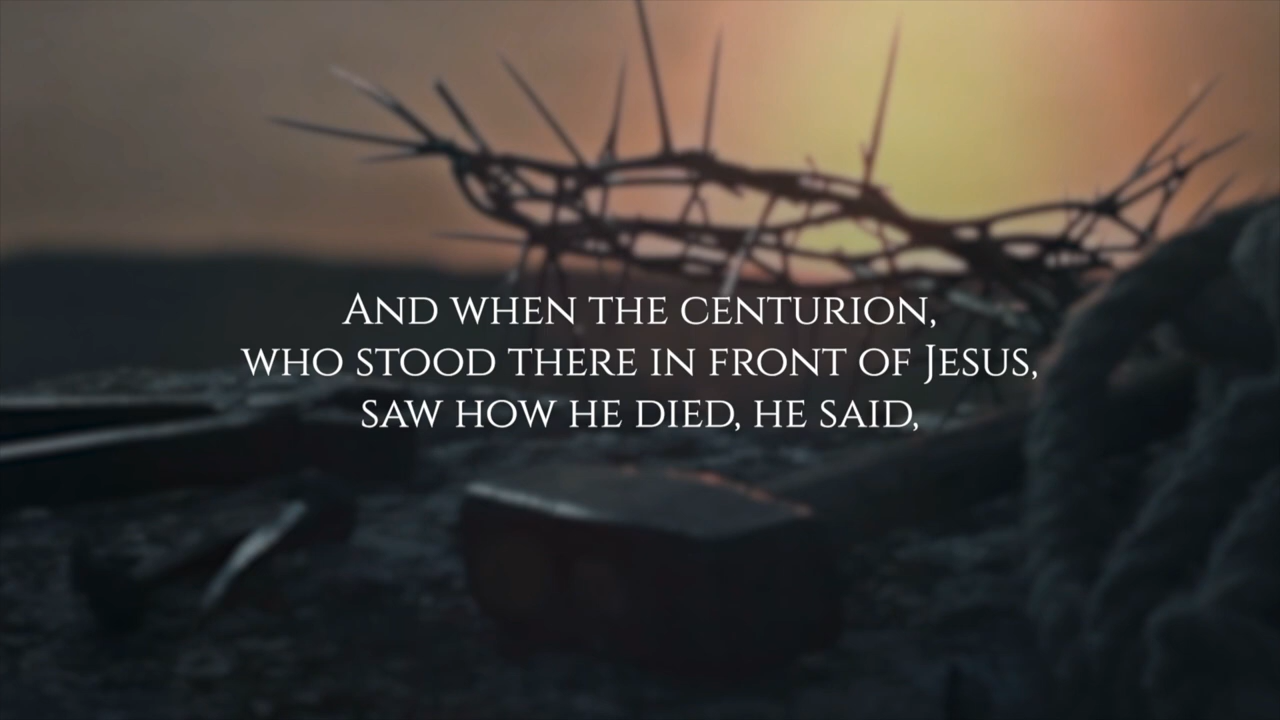 And when the centurion,
who stood there in front of Jesus,
saw how he died, he said,